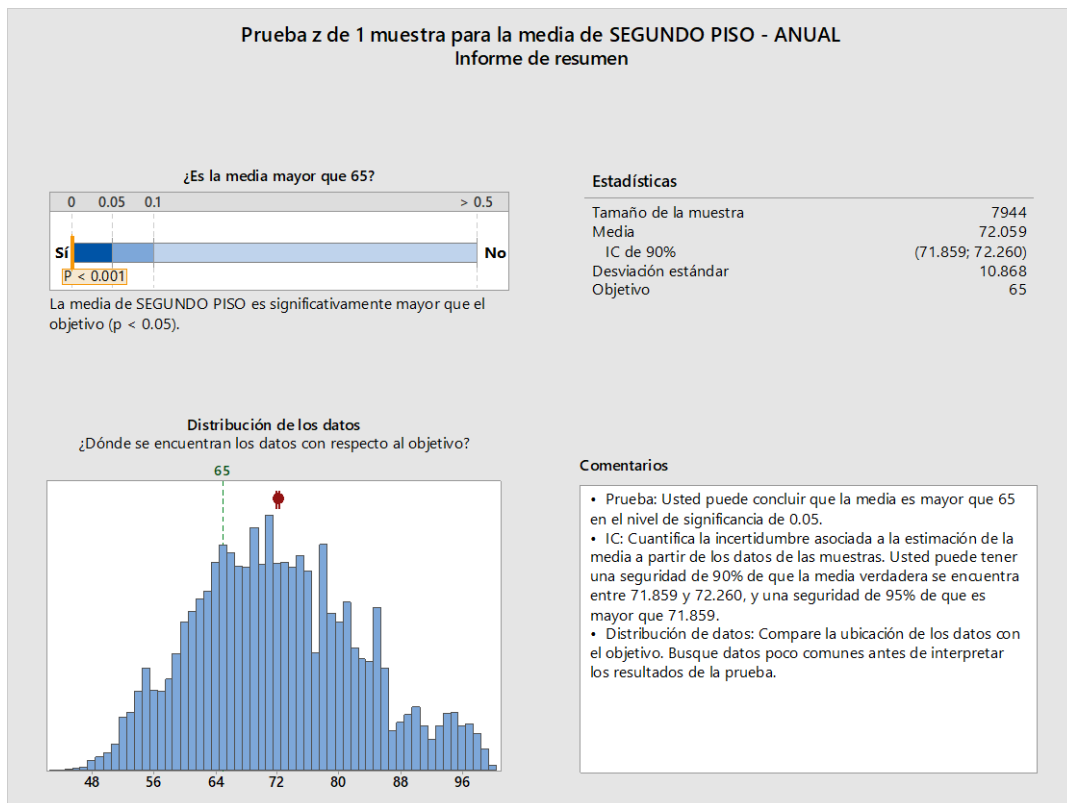 Prueba z de 1 muestra para la media de SEGUNDO PISO - ANUAL
Informe de resumen
¿Es la media mayor que 65?
0 0.05 0.1 > 0.5
Sí No
P < 0.001
La media de SEGUNDO PISO es significativamente mayor que el
objetivo (p < 0.05).
Estadísticas
Tamaño de la muestra 7944
Media 72.059
IC de 90% (71.859; 72.260)
Desviación estándar 10.868
Objetivo 65
Distribución de los datos
¿Dónde se encuentran los datos con respecto al objetivo?
65
48 56 64 72 80 88 96
Comentarios
• Prueba: Usted puede concluir que la media es mayor que 65
en el nivel de significancia de 0.05.
• IC: Cuantifica la incertidumbre asociada a la estimación de la
media a partir de los datos de las muestras. Usted puede tener
una seguridad de 90% de que la media verdadera se encuentra
entre 71.859 y 72.260, y una seguridad de 95% de que es
mayor que 71.859.
• Distribución de datos: Compare la ubicación de los datos con
el objetivo. Busque datos poco comunes antes de interpretar
los resultados de la prueba.